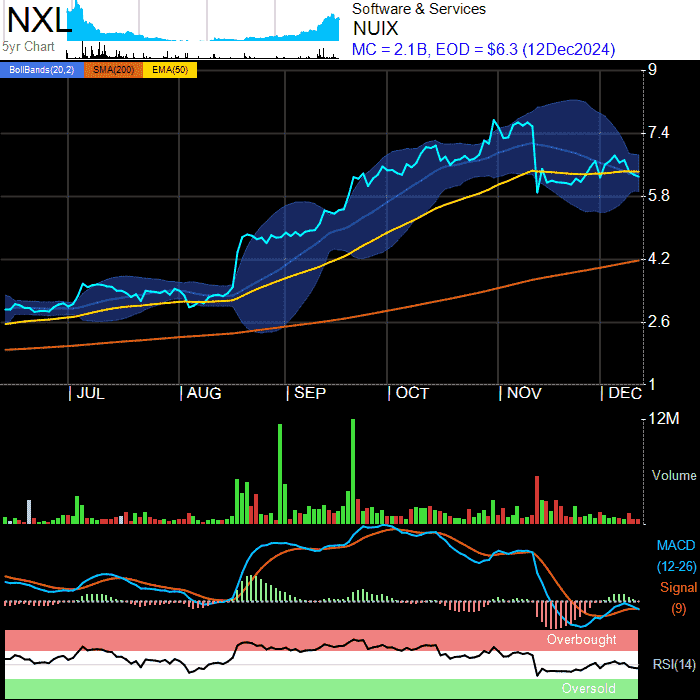 NXL
5yr Chart
Software & Services
NUIX
MC = 2.1B, EOD = $6.3 (12Dec2024)
BollBands(20,2) SMA(200) EMA(50)
9
7.4
5.8
4.2
2.6
1
| JUL | AUG | SEP | OCT | NOV | DEC
12M
Volume
MACD
(12-26)
Signal
(9)
Overbought
RSI(14)
Oversold